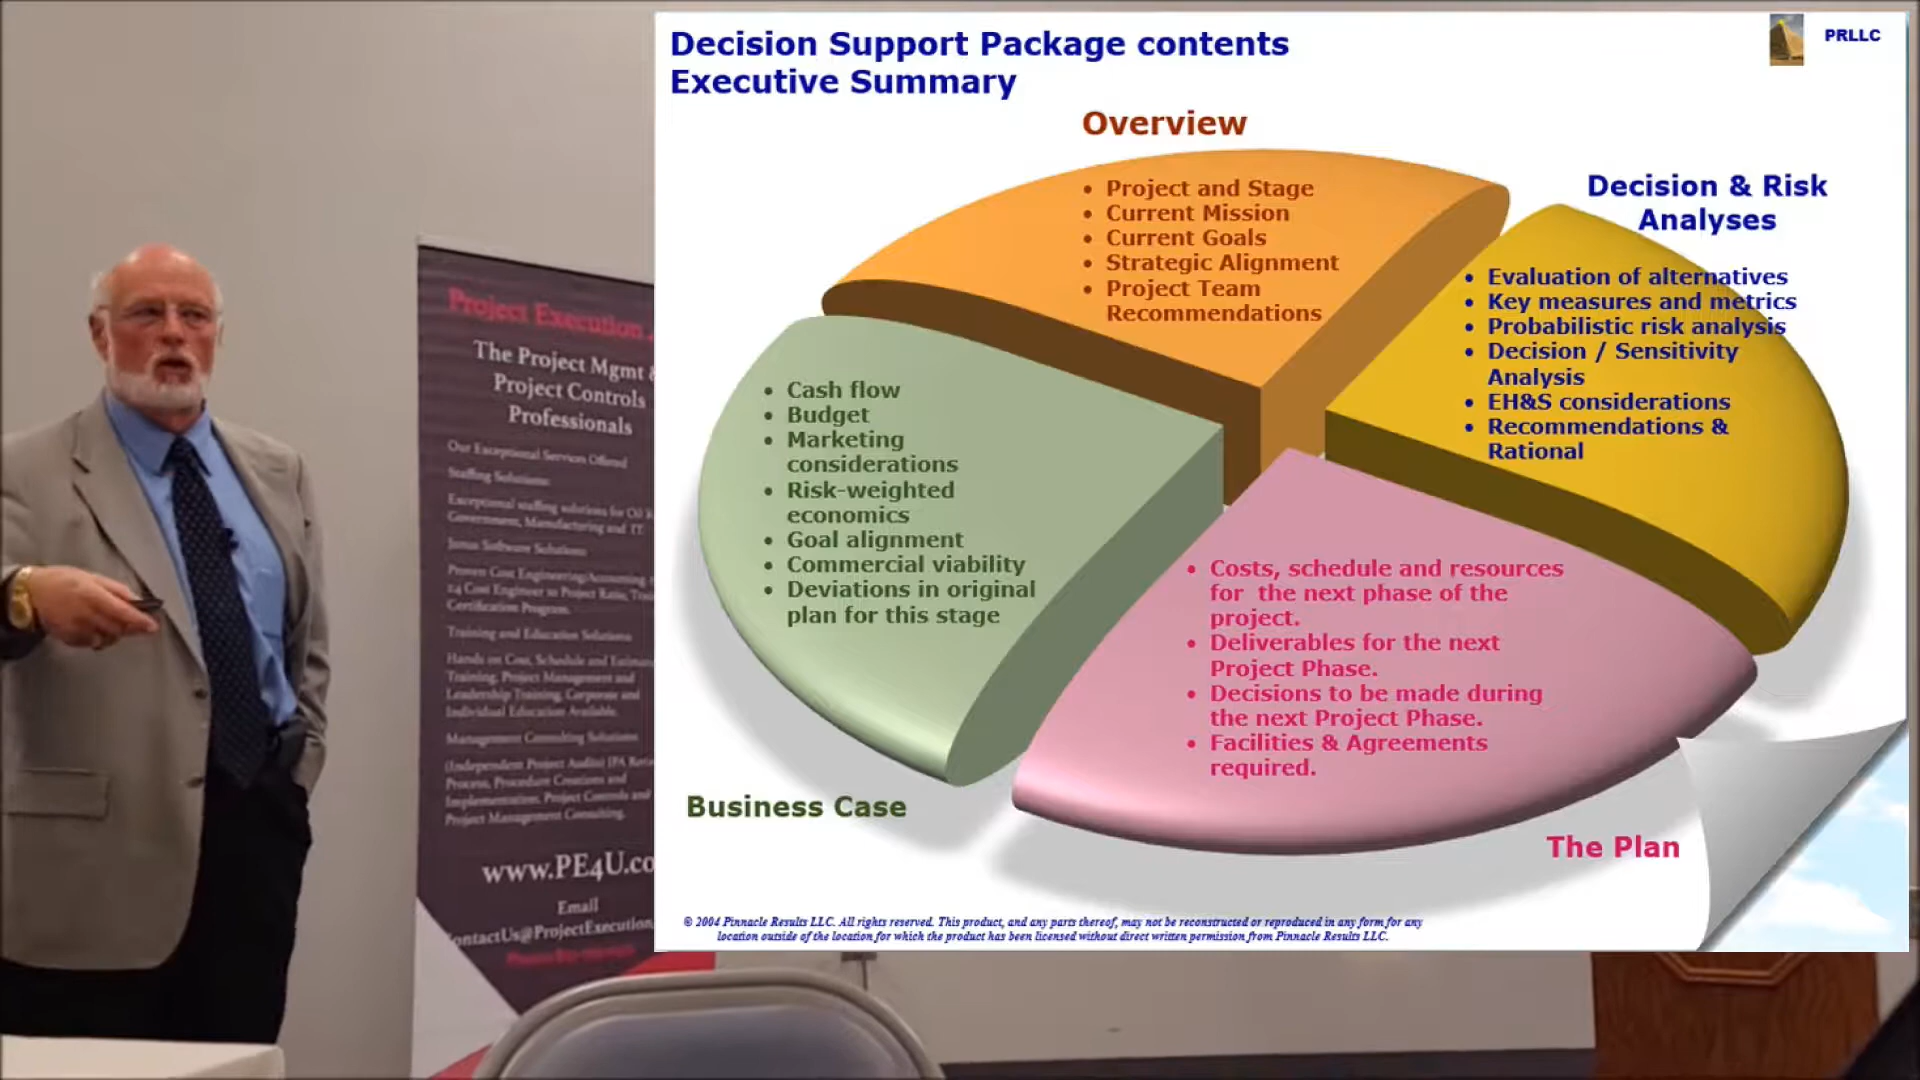 Decision Support Package contents
Executive Summary
PRLLC
Overview
• Project and Stage
• Current Mission
• Current Goals
• Strategic Alignment
• Project Team
Recommendations
Decision & Risk
Analyses
• Evaluation of alternatives
• Key measures and metrics
• Probabilistic risk analysis
• Decision / Sensitivity
Analysis
• EH&S considerations
• Recommendations &
Rational
• Cash flow
• Budget
• Marketing
considerations
• Risk-weighted
economics
• Goal alignment
• Commercial viability
• Deviations in original
plan for this stage
Business Case
• Costs, schedule and resources
for the next phase of the
project.
• Deliverables for the next
Project Phase.
• Decisions to be made during
the next Project Phase.
• Facilities & Agreements
required.
The Plan
© 2004 Pinnacle Results LLC. All rights reserved. This product, and any parts thereof, may not be reconstructed or reproduced in any form for any
location outside of the location for which the product has been licensed without direct written permission from Pinnacle Results LLC.
Project Execution
The Project Mgmt
Project Controls
Professionals
Our Exceptional Services Offered
Staffing Solutions:
Exceptional staffing solutions for Oil
Government, Manufacturing and IT
Software Solutions
Proven Cost Engineering/Accounting
Cost Engineer to Project Ratio,
Certification Program.
Training and Education Solutions
Hands on Cost, Schedule and
Training, Project Management and
Leadership Training, Corporate and
Individual Education Available.
Management Consulting Solutions
(Independent Project Audits) IPA
Process, Procedure Creations and
Implementation, Project Controls and
Project Management Consulting.
www.PE4U.co
Email
ontactUs@ProjectExecution